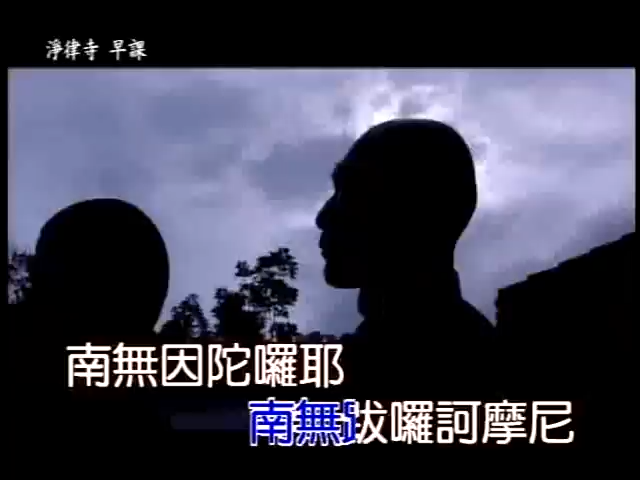 淨律寺 早課
南無因陀囉耶
南無跋囉訶摩尼